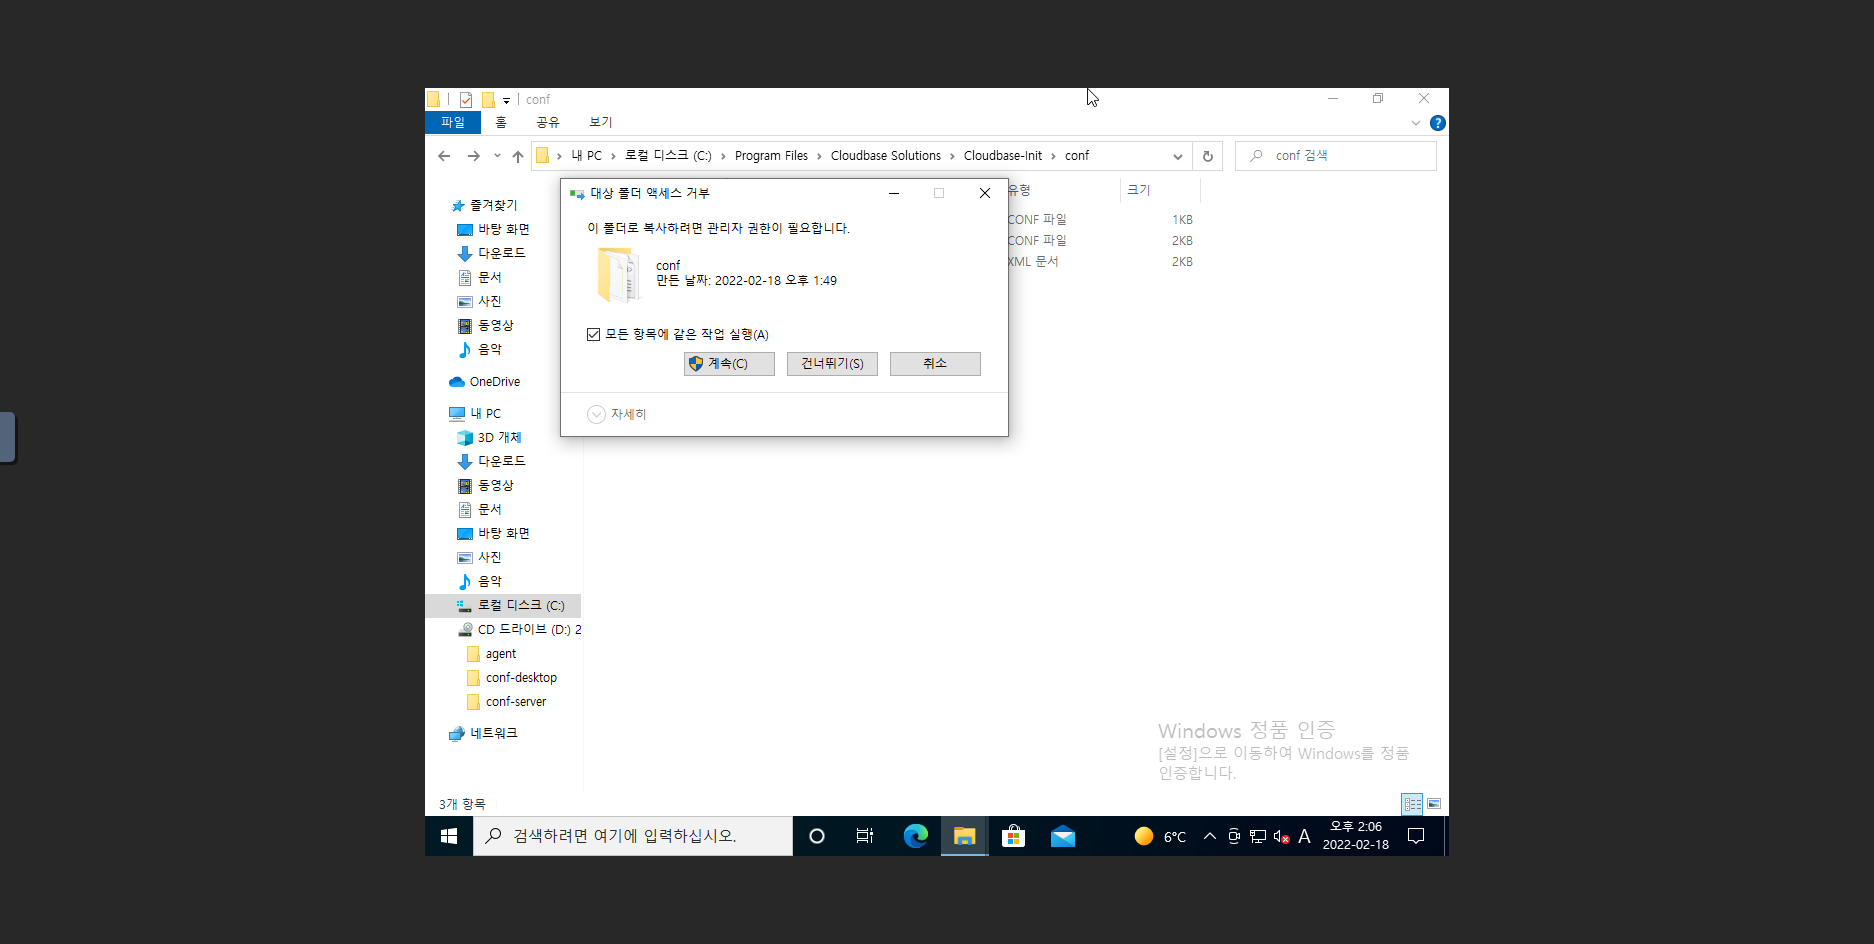 conf
파일 홈 공유 보기
내 PC 로컬 디스크 (C:) Program Files Cloudbase Solutions Cloudbase-Init conf
conf 검색
유형 크기
CONF 파일 1KB
CONF 파일 2KB
XML 문서 2KB
대상 폴더 액세스 거부
이 폴더로 복사하려면 관리자 권한이 필요합니다.
conf
만든 날짜: 2022-02-18 오후 1:49
모든 항목에 같은 작업 실행(A)
계속(C) 건너뛰기(S) 취소
자세히
즐겨찾기
바탕 화면
다운로드
문서
사진
동영상
음악
OneDrive
내 PC
3D 개체
다운로드
동영상
문서
바탕 화면
사진
음악
로컬 디스크 (C:)
CD 드라이브 (D:) 2
agent
conf-desktop
conf-server
네트워크
Windows 정품 인증
[설정]으로 이동하여 Windows를 정품
인증합니다.
3개 항목
검색하려면 여기에 입력하십시오.
6°C
A
오후 2:06
2022-02-18